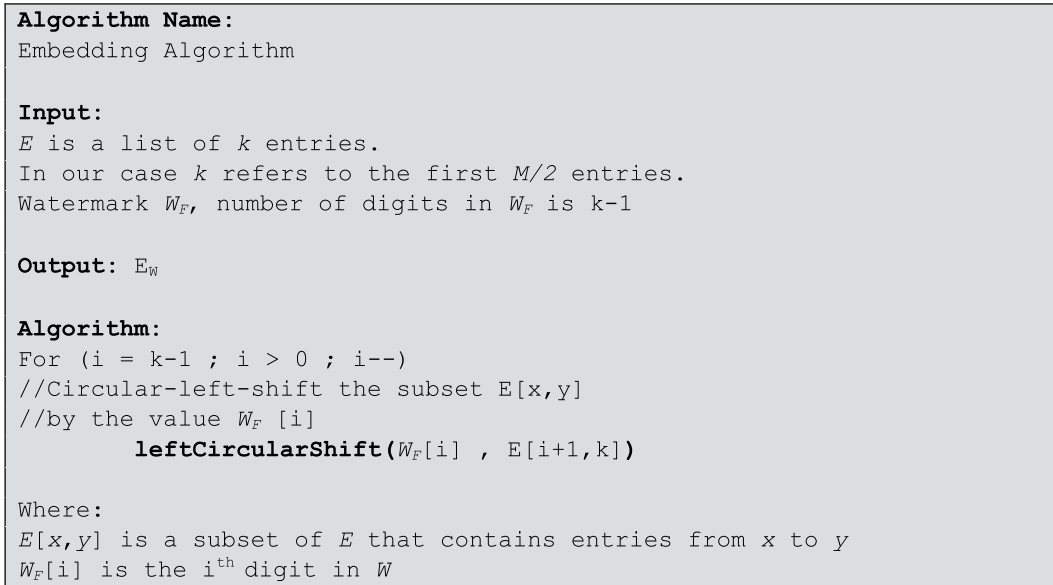 Algorithm Name:
Embedding Algorithm
Input:
E is a list of k entries.
In our case k refers to the first M/2 entries.
Watermark W_F, number of digits in W_F is k-1
Output: E_W
Algorithm:
For (i = k-1 ; i > 0 ; i--)
//Circular-left-shift the subset E[x,y]
//by the value W_F [i]
leftCircularShift(W_F[i] , E[i+1,k])
Where:
E[x,y] is a subset of E that contains entries from x to y
W_F[i] is the i^th digit in W